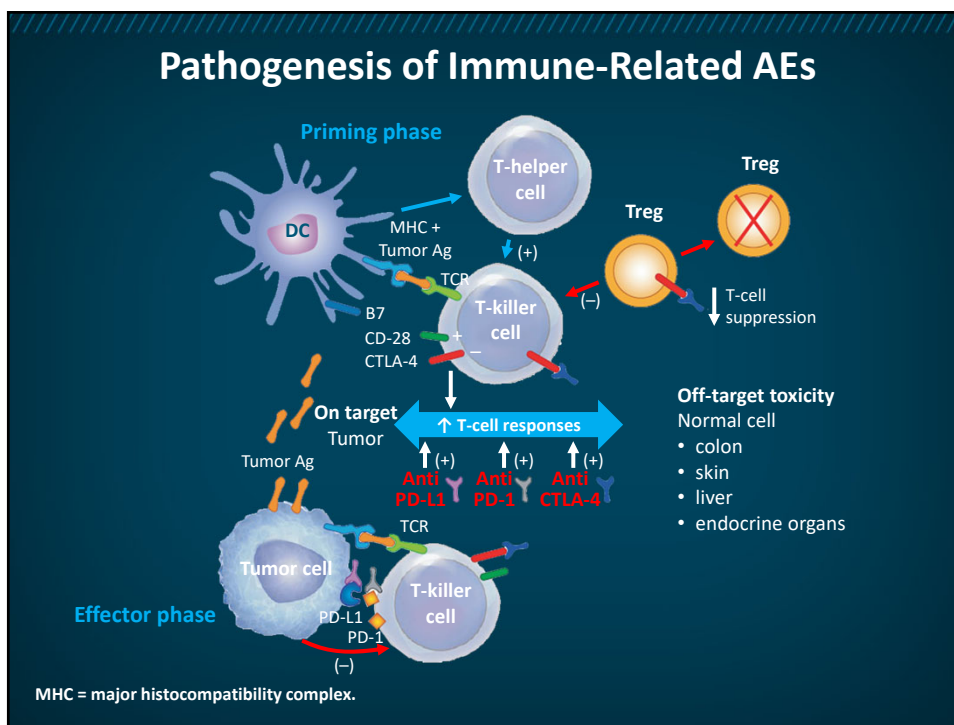 Pathogenesis of Immune-Related AEs
Priming phase
T-helper
cell
Treg
Treg
DC
MHC +
Tumor Ag
(+)
TCR
T-killer
cell
(–)
T-cell
suppression
B7
CD-28
+
CTLA-4
–
On target
Tumor
↑ T-cell responses
Off-target toxicity
Normal cell
• colon
• skin
• liver
• endocrine organs
(+)
(+)
(+)
Anti
PD-L1
Anti
PD-1
Anti
CTLA-4
Tumor Ag
TCR
Tumor cell
T-killer
cell
Effector phase
PD-L1
PD-1
(–)
MHC = major histocompatibility complex.